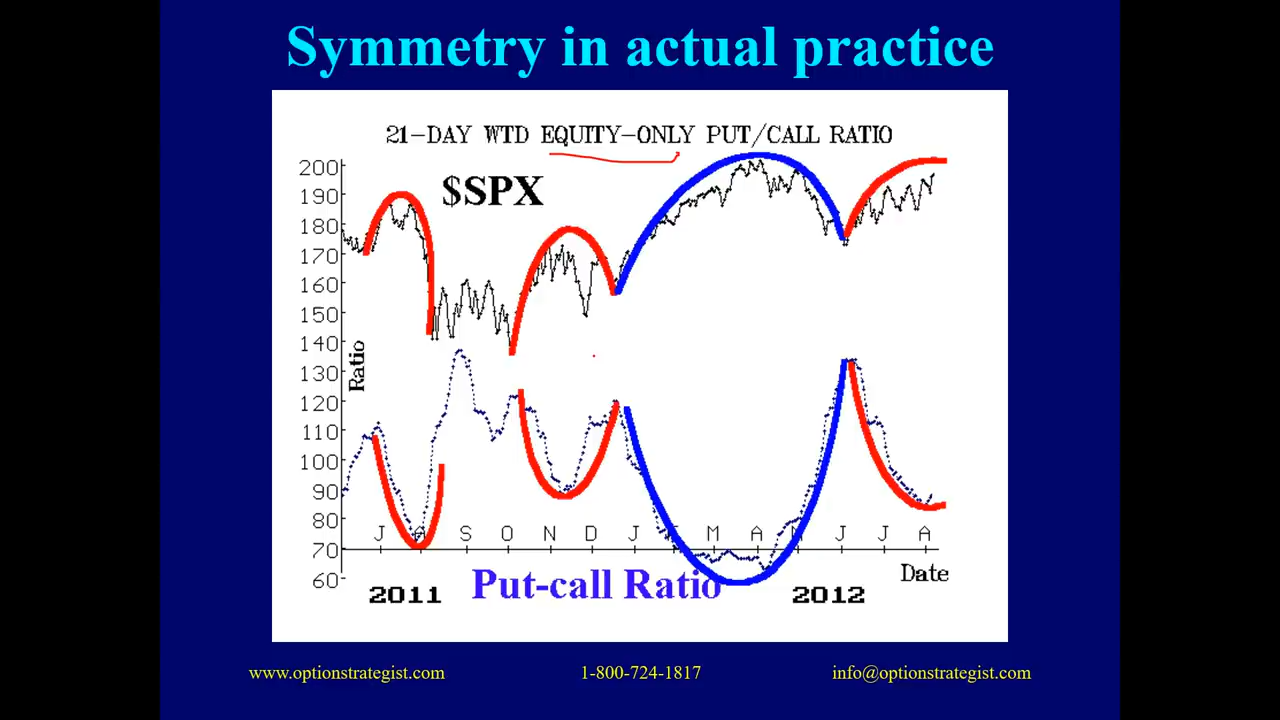 Symmetry in actual practice
21-DAY WTD EQUITY-ONLY PUT/CALL RATIO
$SPX
200
190
180
170
160
150
140
130
120
110
100
90
80
70
60
Ratio
J A S O N D J F M A M J J A
Date
2011
Put-call Ratio
2012
www.optionstrategist.com
1-800-724-1817
info@optionstrategist.com